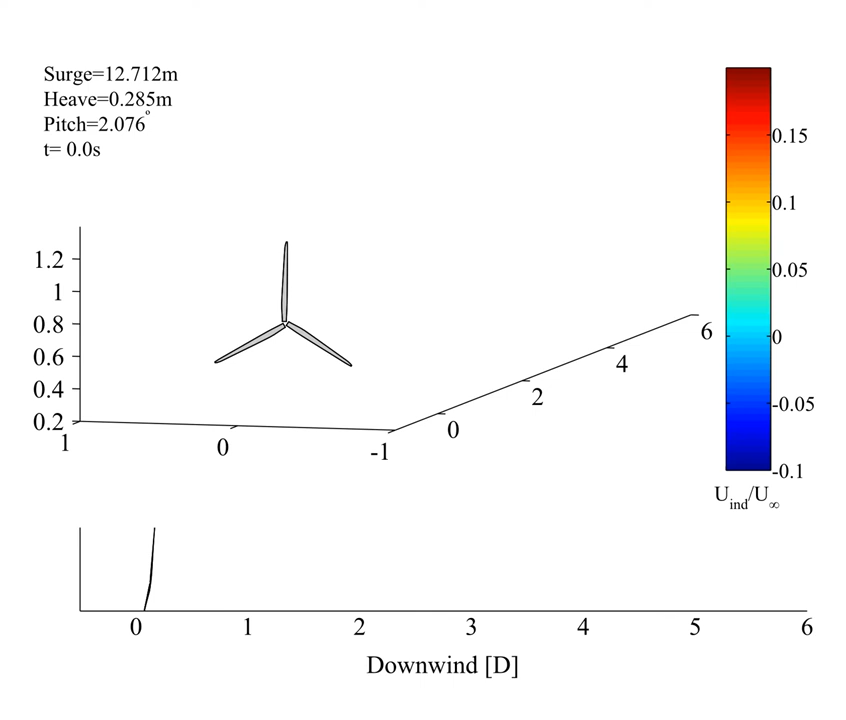 Surge=12.712m
Heave=0.285m
Pitch=2.076°
t= 0.0s
0.15
0.1
0.05
0
-0.05
-0.1
U_ind/U_∞
1.2
1
0.8
0.6
0.4
0.2
1
0
-1
0
2
4
6
0 1 2 3 4 5 6
Downwind [D]